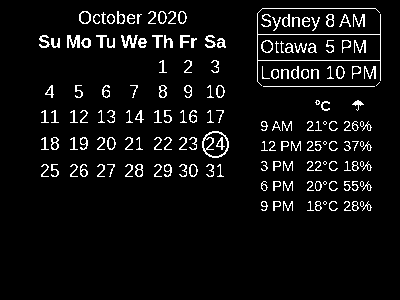 October 2020
Su Mo Tu We Th Fr Sa
1 2 3
4 5 6 7 8 9 10
11 12 13 14 15 16 17
18 19 20 21 22 23 24
25 26 27 28 29 30 31
Sydney 8 AM
Ottawa 5 PM
London 10 PM
°C ☂
9 AM 21°C 26%
12 PM 25°C 37%
3 PM 22°C 18%
6 PM 20°C 55%
9 PM 18°C 28%